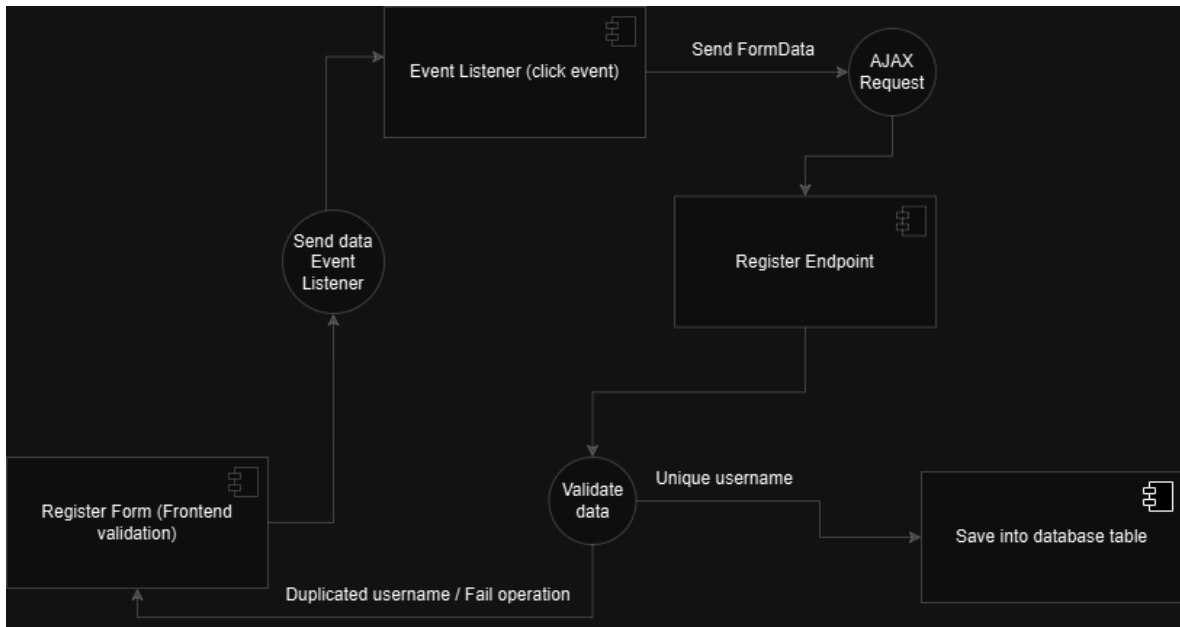 Event Listener (click event)
Send FormData
AJAX
Request
Send data
Event
Listener
Register Endpoint
Register Form (Frontend
validation)
Validate
data
Unique username
Save into database table
Duplicated username / Fail operation